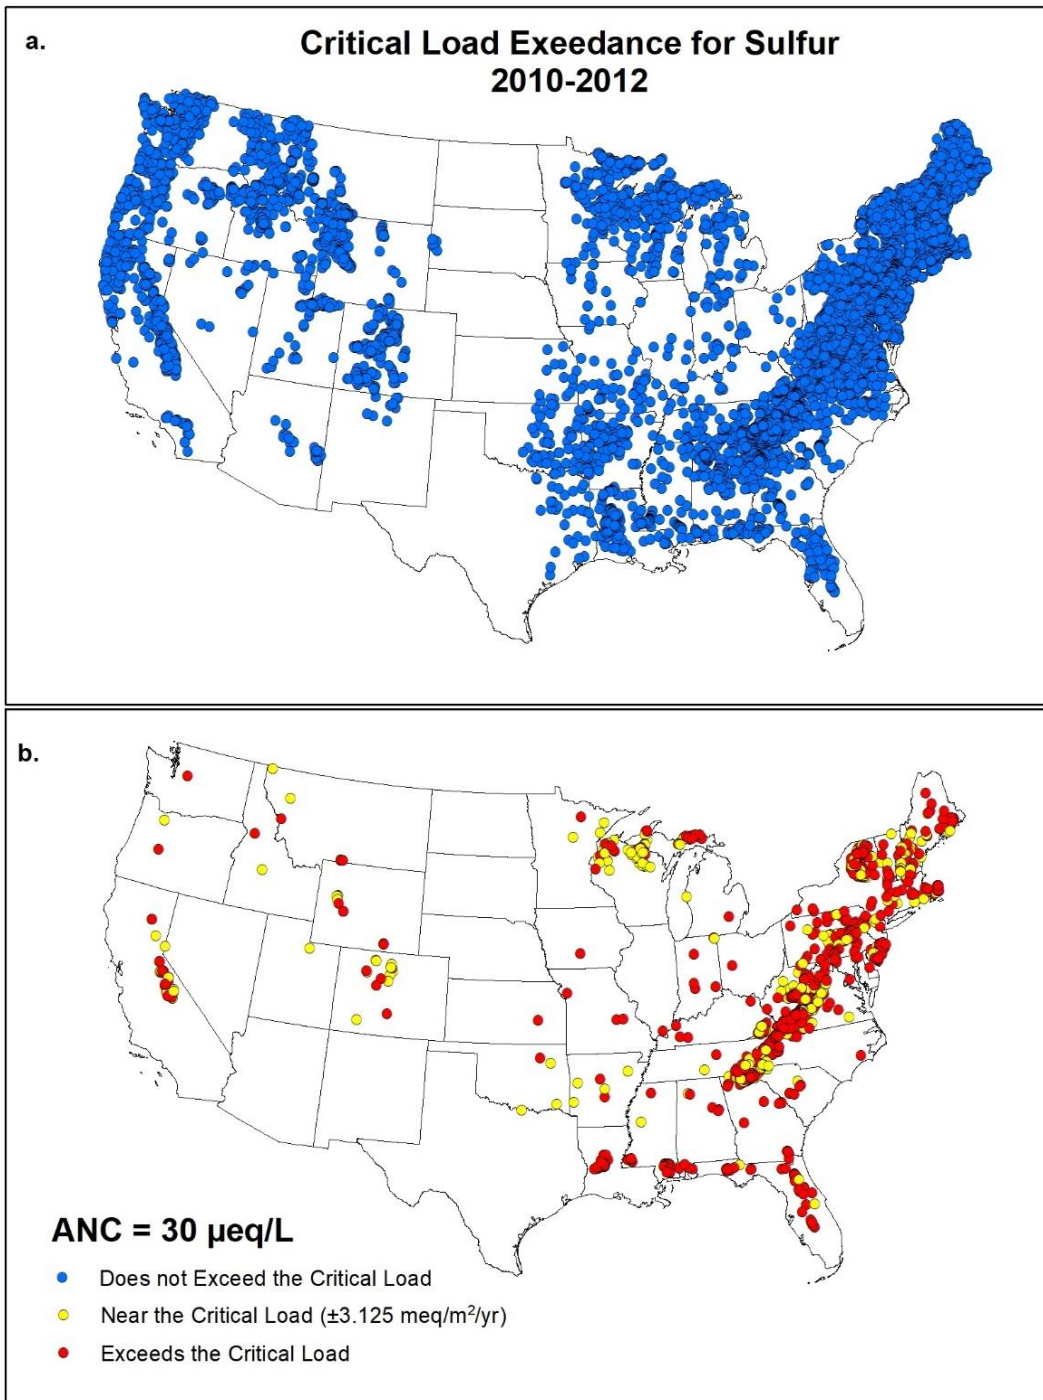 a.
Critical Load Exeedance for Sulfur
2010-2012
b.
ANC = 30 µeq/L
Does not Exceed the Critical Load
Near the Critical Load (±3.125 meq/m²/yr)
Exceeds the Critical Load